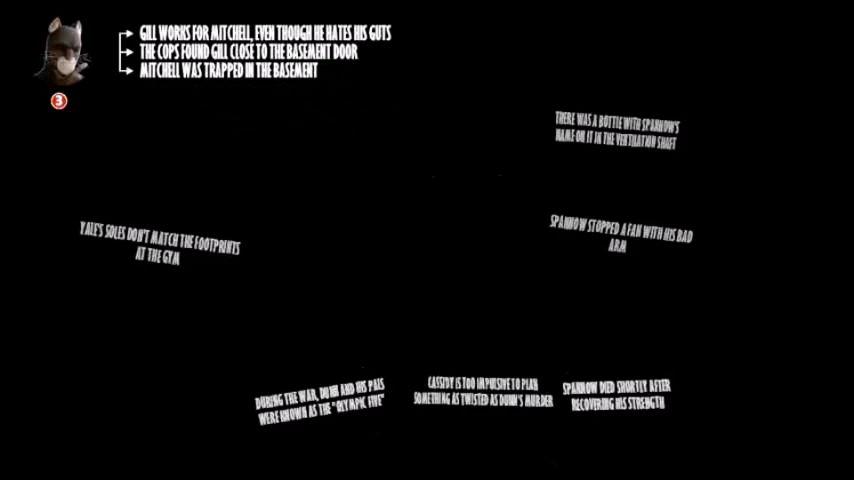 GILL WORKS FOR MITCHELL, EVEN THOUGH HE HATES HIS GUTS
THE COPS FOUND GILL CLOSE TO THE BASEMENT DOOR
MITCHELL WAS TRAPPED IN THE BASEMENT
3
THERE WAS A BOTTLE WITH SPANNOW'S
NAME ON IT IN THE VENTILATION SHAFT
YALE'S SOLES DON'T MATCH THE FOOTPRINTS
AT THE GYM
SPANNOW STOPPED A FAN WITH HIS BAD
ARM
DURING THE WAR, DUNN AND HIS PALS
WERE KNOWN AS THE "OLYMPIC FIVE"
CASSIDY IS TOO IMPULSIVE TO PLAN
SOMETHING AS TWISTED AS DUNN'S MURDER
SPANNOW DIED SHORTLY AFTER
RECOVERING HIS STRENGTH